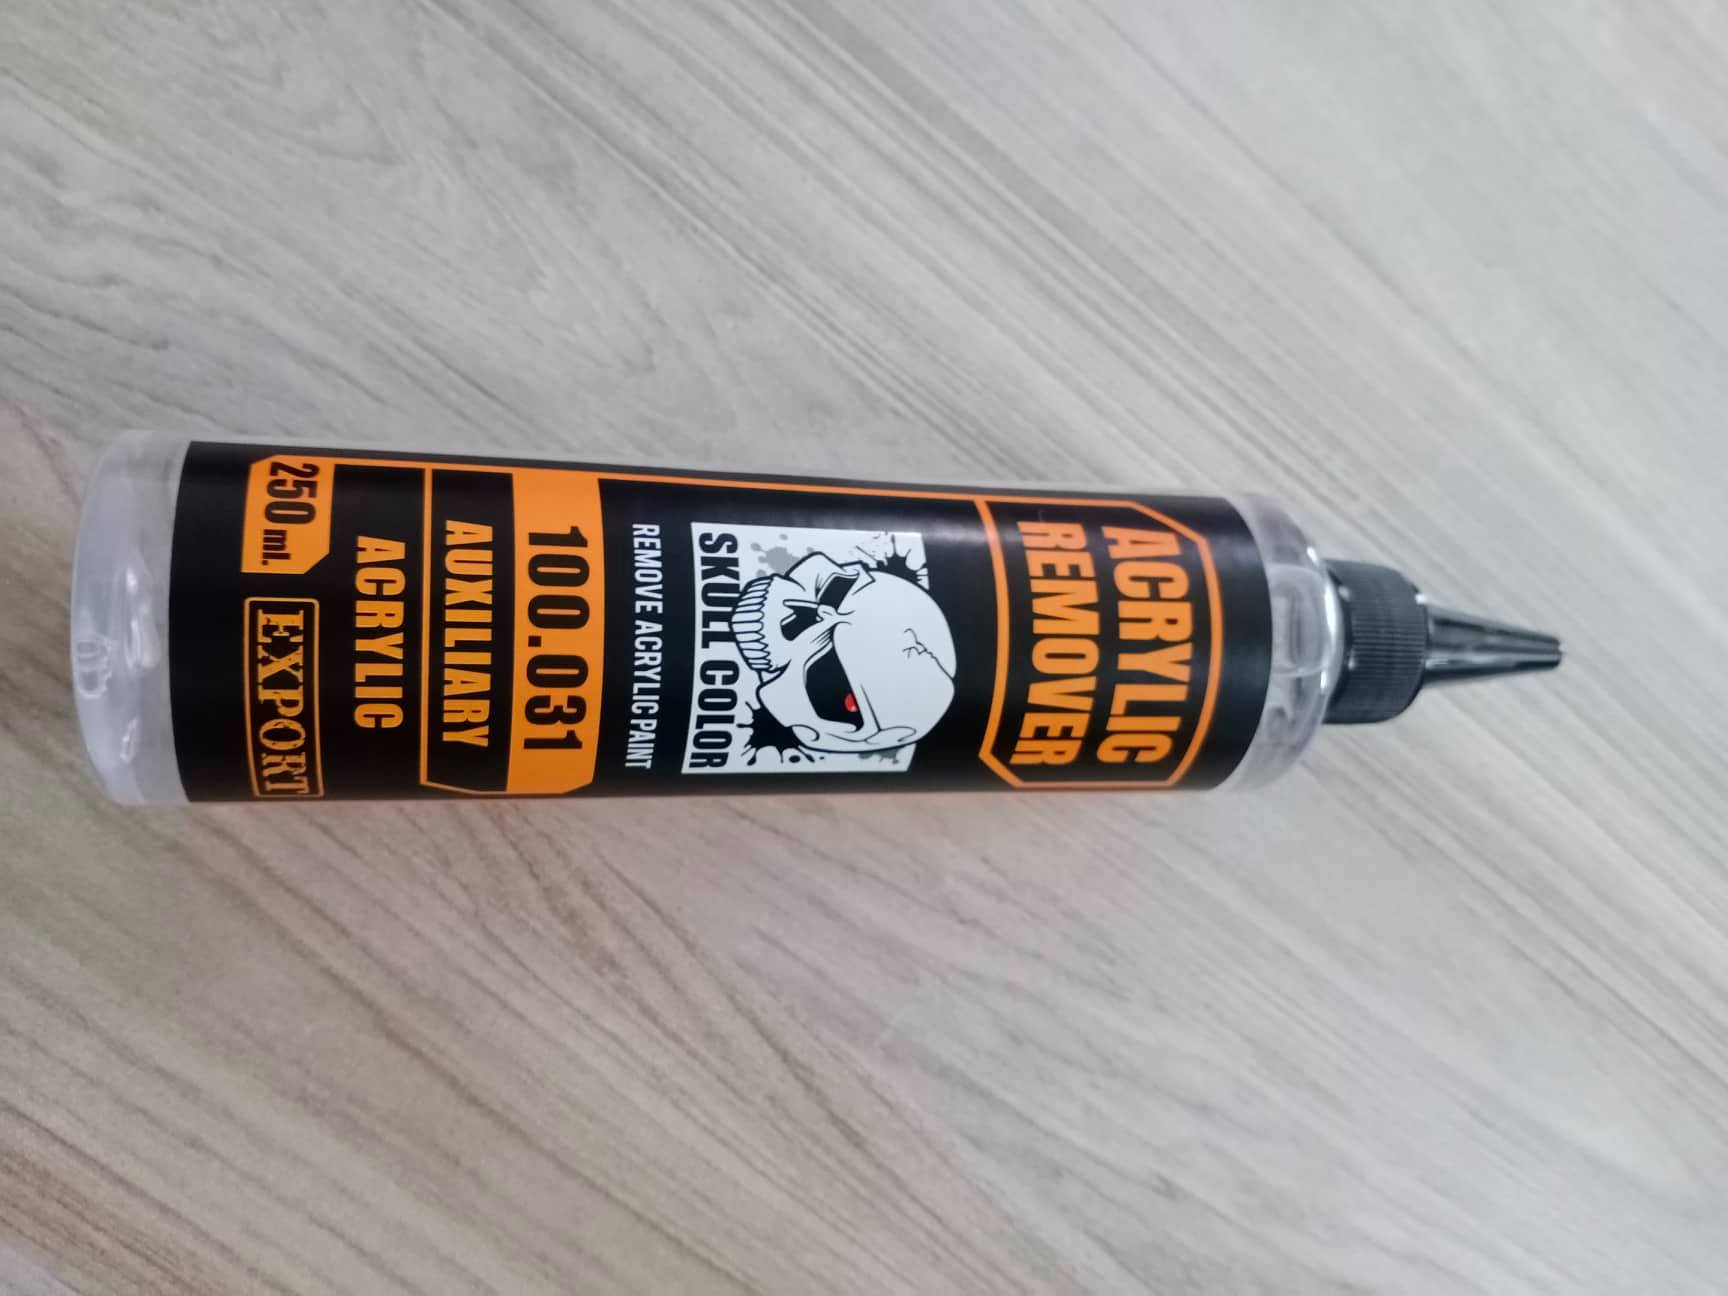 ACRYLIC
REMOVER
SKULL COLOR
REMOVE ACRYLIC PAINT
100.031
AUXILIARY
ACRYLIC
250 ml.
EXPORT